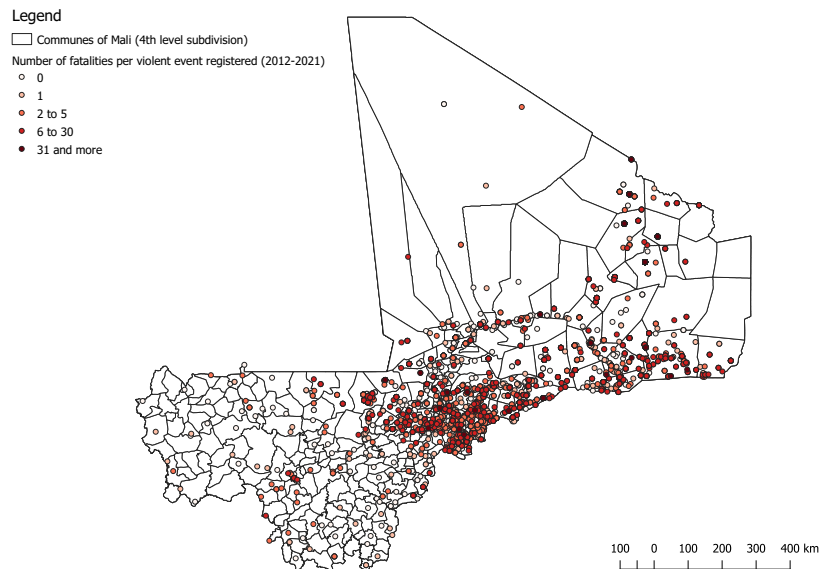 Legend
Communes of Mali (4th level subdivision)
Number of fatalities per violent event registered (2012-2021)
0
1
2 to 5
6 to 30
31 and more
100 0 100 200 300 400 km